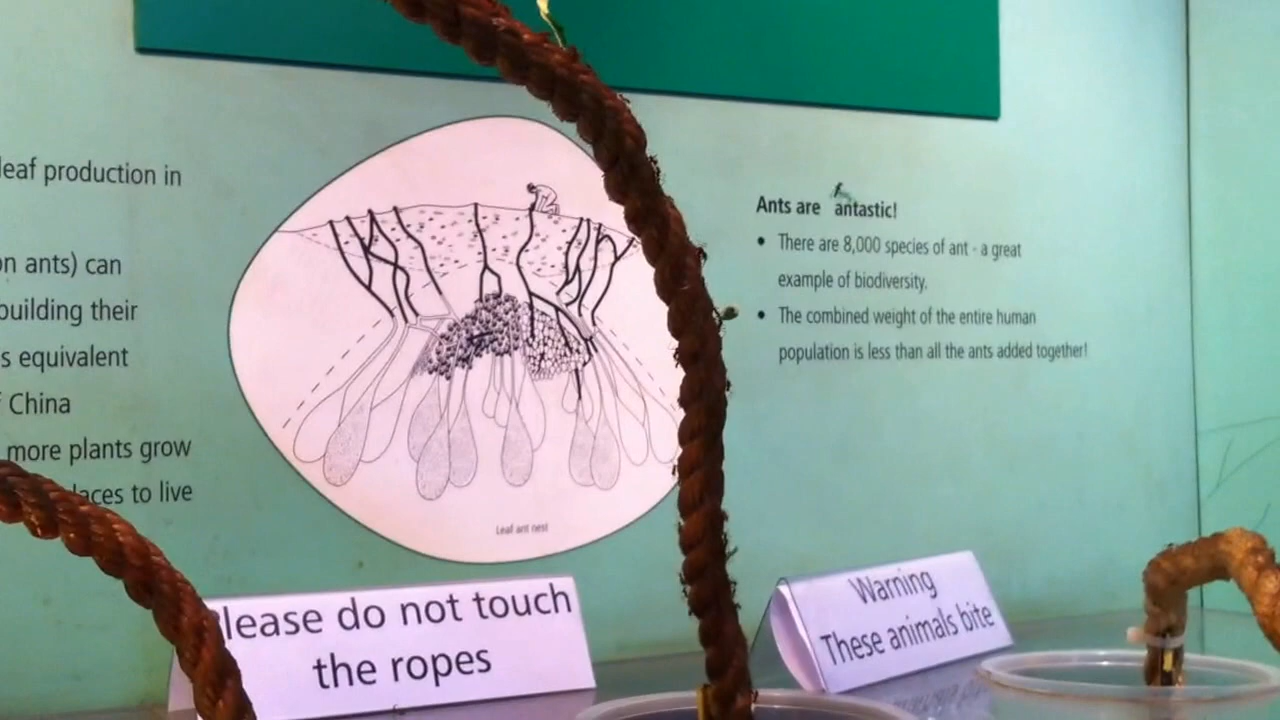 leaf production in
on ants) can
building their
s equivalent
China
more plants grow
laces to live
Leaf ant nest
Ants are antastic!
• There are 8,000 species of ant - a great
example of biodiversity.
• The combined weight of the entire human
population is less than all the ants added together!
lease do not touch
the ropes
Warning
These animals bite